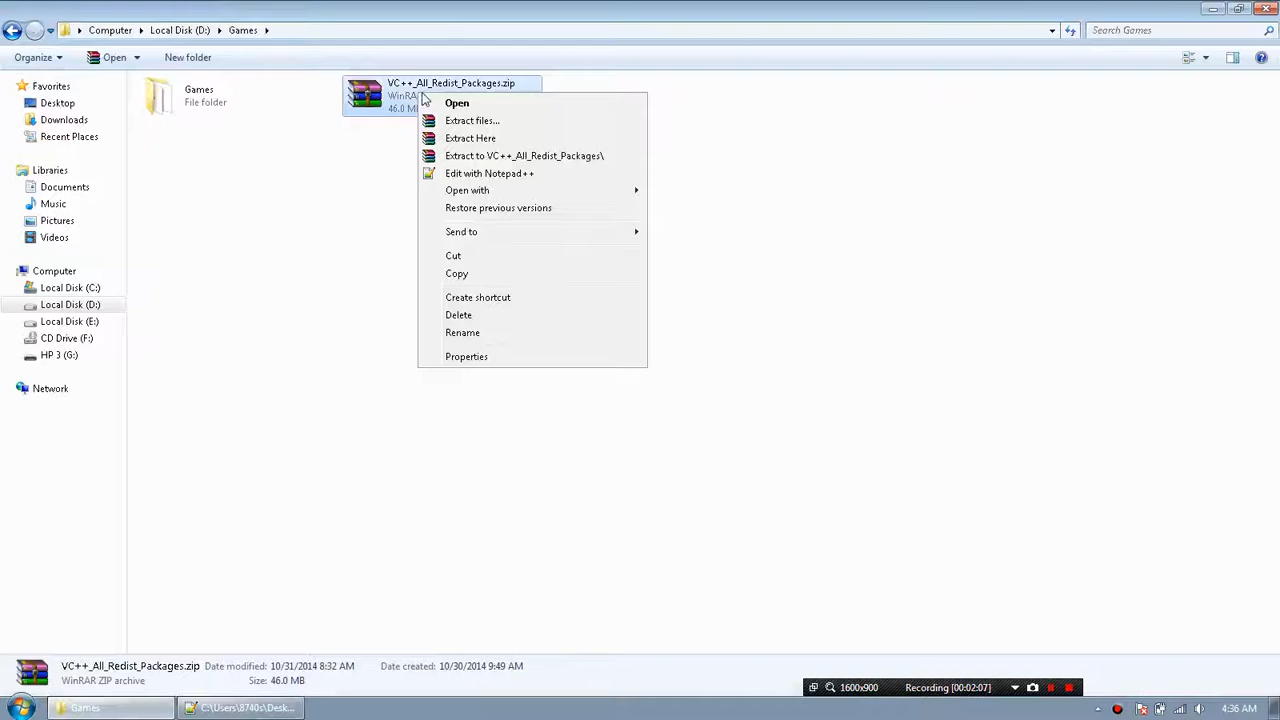 Computer ▸ Local Disk (D:) ▸ Games ▸
Search Games
Organize
Open
New folder
Favorites
Desktop
Downloads
Recent Places
Libraries
Documents
Music
Pictures
Videos
Computer
Local Disk (C:)
Local Disk (D:)
Local Disk (E:)
CD Drive (F:)
HP 3 (G:)
Network
Games
File folder
VC++_All_Redist_Packages.zip
46.0
Open
Extract files...
Extract Here
Extract to VC++_All_Redist_Packages\
Edit with Notepad++
Open with
Restore previous versions
Send to
Cut
Copy
Create shortcut
Delete
Rename
Properties
VC++_All_Redist_Packages.zip Date modified: 10/31/2014 8:32 AM Date created: 10/30/2014 9:49 AM
WinRAR ZIP archive Size: 46.0 MB
1600x900 Recording [00:02:07]
Games
C:\Users\8740s\Desk...
4:36 AM